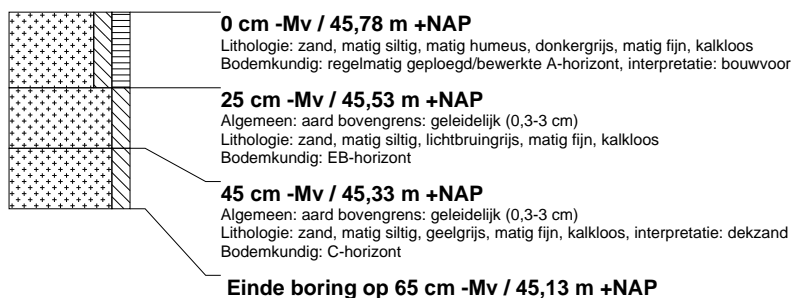 0 cm -Mv / 45,78 m +NAP
Lithologie: zand, matig siltig, matig humeus, donkergrijs, matig fijn, kalkloos
Bodemkundig: regelmatig geploegd/bewerkte A-horizont, interpretatie: bouwvoor
25 cm -Mv / 45,53 m +NAP
Algemeen: aard bovengrens: geleidelijk (0,3-3 cm)
Lithologie: zand, matig siltig, lichtbruingrijs, matig fijn, kalkloos
Bodemkundig: EB-horizont
45 cm -Mv / 45,33 m +NAP
Algemeen: aard bovengrens: geleidelijk (0,3-3 cm)
Lithologie: zand, matig siltig, geelgrijs, matig fijn, kalkloos, interpretatie: dekzand
Bodemkundig: C-horizont
Einde boring op 65 cm -Mv / 45,13 m +NAP